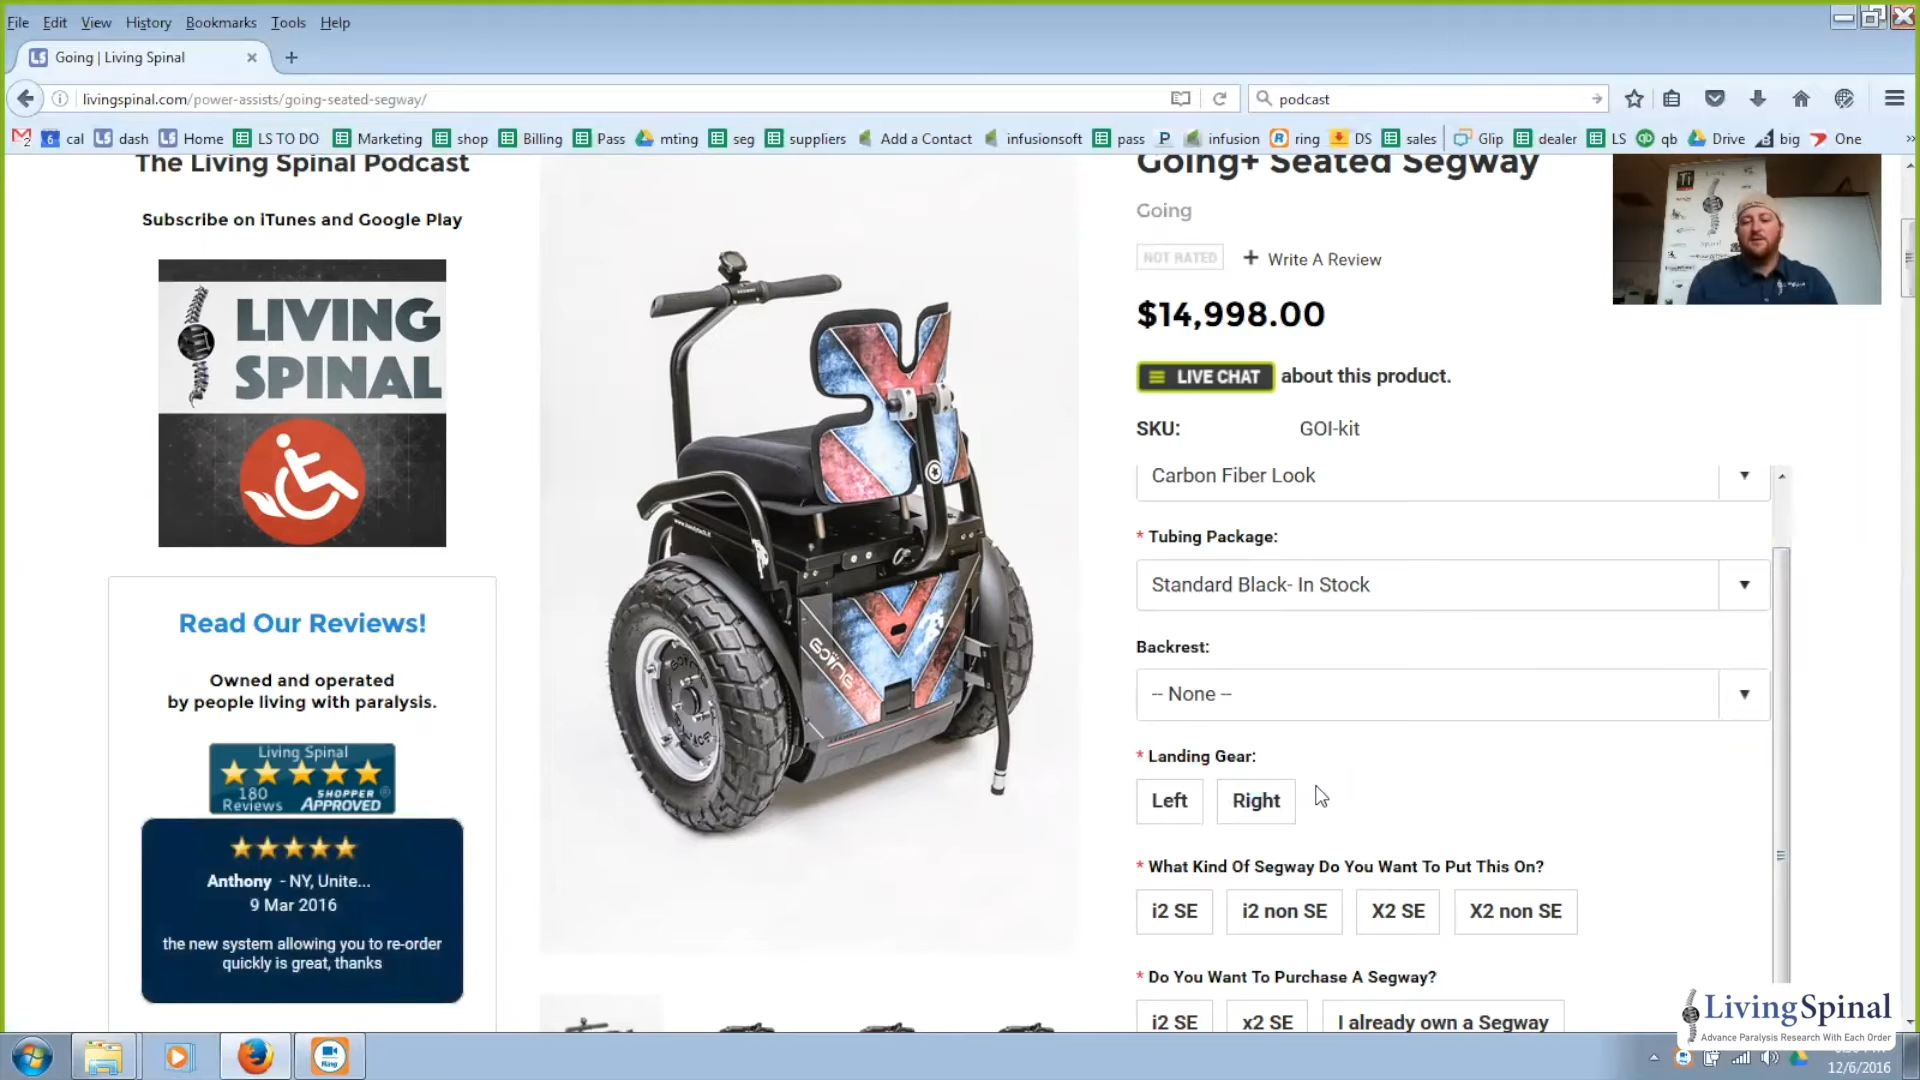 File Edit View History Bookmarks Tools Help
LS Going | Living Spinal
livingspinal.com/power-assists/going-seated-segway/
podcast
2 6 cal LS dash LS Home LS TO DO Marketing shop Billing Pass mting seg suppliers Add a Contact infusionsoft pass P infusion R ring DS sales Glip dealer LS qb Drive big One
The Living Spinal Podcast
Subscribe on iTunes and Google Play
LIVING
SPINAL
Read Our Reviews!
Owned and operated
by people living with paralysis.
Living Spinal
180
Reviews
SHOPPER
APPROVED
Anthony - NY, Unite...
9 Mar 2016
the new system allowing you to re-order
quickly is great, thanks
GOING
Going+ Seated Segway
Going
NOT RATED + Write A Review
$14,998.00
LIVE CHAT about this product.
SKU: GOI-kit
Carbon Fiber Look
* Tubing Package:
Standard Black- In Stock
Backrest:
-- None --
* Landing Gear:
Left Right
* What Kind Of Segway Do You Want To Put This On?
i2 SE i2 non SE X2 SE X2 non SE
* Do You Want To Purchase A Segway?
i2 SE x2 SE I already own a Segway
LivingSpinal
Advance Paralysis Research With Each Order
Ring
12/6/2016